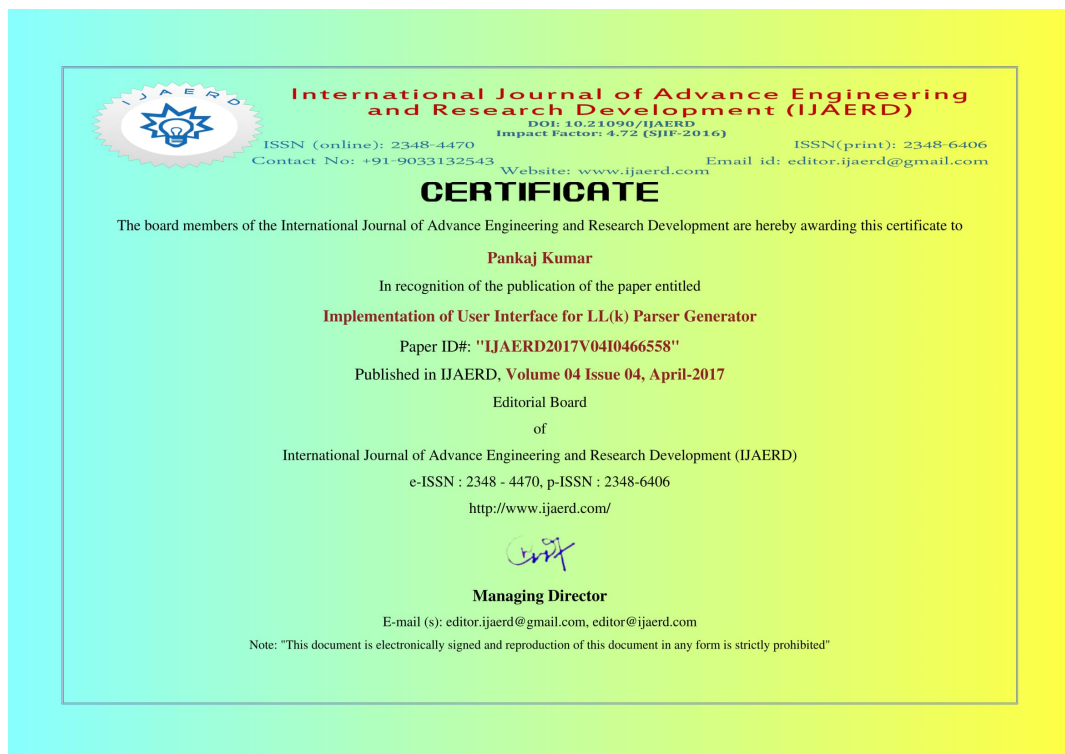 IJAERD
International Journal of Advance Engineering
and Research Development (IJAERD)
DOI: 10.21090/IJAERD
Impact Factor: 4.72 (SJIF-2016)
ISSN (online): 2348-4470
ISSN(print): 2348-6406
Contact No: +91-9033132543
Email id: editor.ijaerd@gmail.com
Website: www.ijaerd.com
CERTIFICATE
The board members of the International Journal of Advance Engineering and Research Development are hereby awarding this certificate to
Pankaj Kumar
In recognition of the publication of the paper entitled
Implementation of User Interface for LL(k) Parser Generator
Paper ID#: "IJAERD2017V04I0466558"
Published in IJAERD, Volume 04 Issue 04, April-2017
Editorial Board
of
International Journal of Advance Engineering and Research Development (IJAERD)
e-ISSN : 2348 - 4470, p-ISSN : 2348-6406
http://www.ijaerd.com/
Managing Director
E-mail (s): editor.ijaerd@gmail.com, editor@ijaerd.com
Note: "This document is electronically signed and reproduction of this document in any form is strictly prohibited"